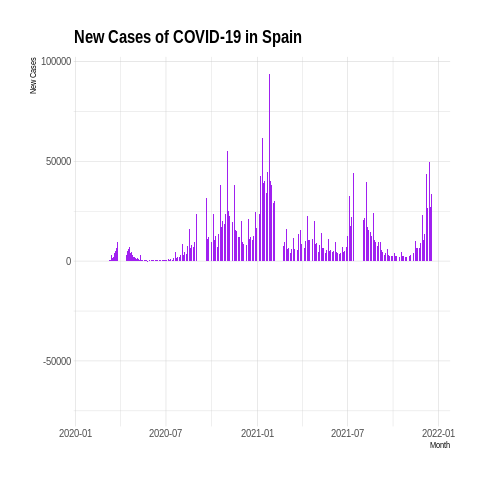 New Cases of COVID-19 in Spain
New Cases
100000
50000
0
-50000
2020-01 2020-07 2021-01 2021-07 2022-01
Month